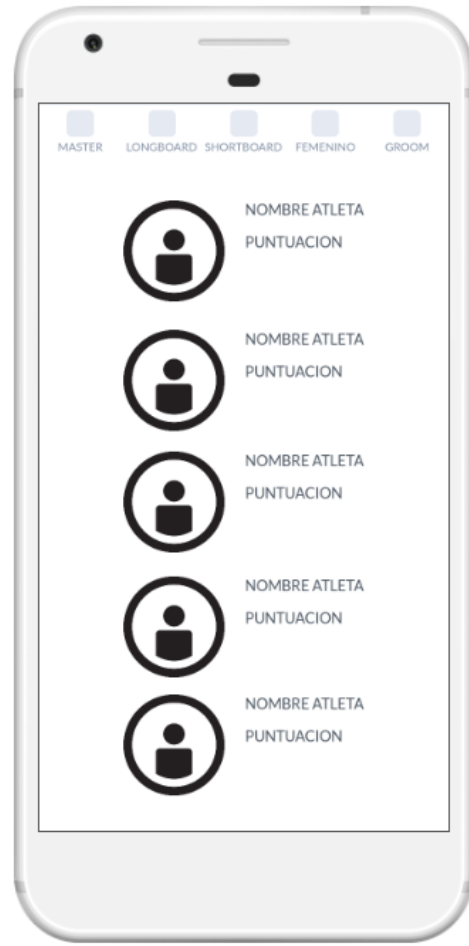 MASTER LONGBOARD SHORTBOARD FEMENINO GROOM
NOMBRE ATLETA
PUNTUACION
NOMBRE ATLETA
PUNTUACION
NOMBRE ATLETA
PUNTUACION
NOMBRE ATLETA
PUNTUACION
NOMBRE ATLETA
PUNTUACION